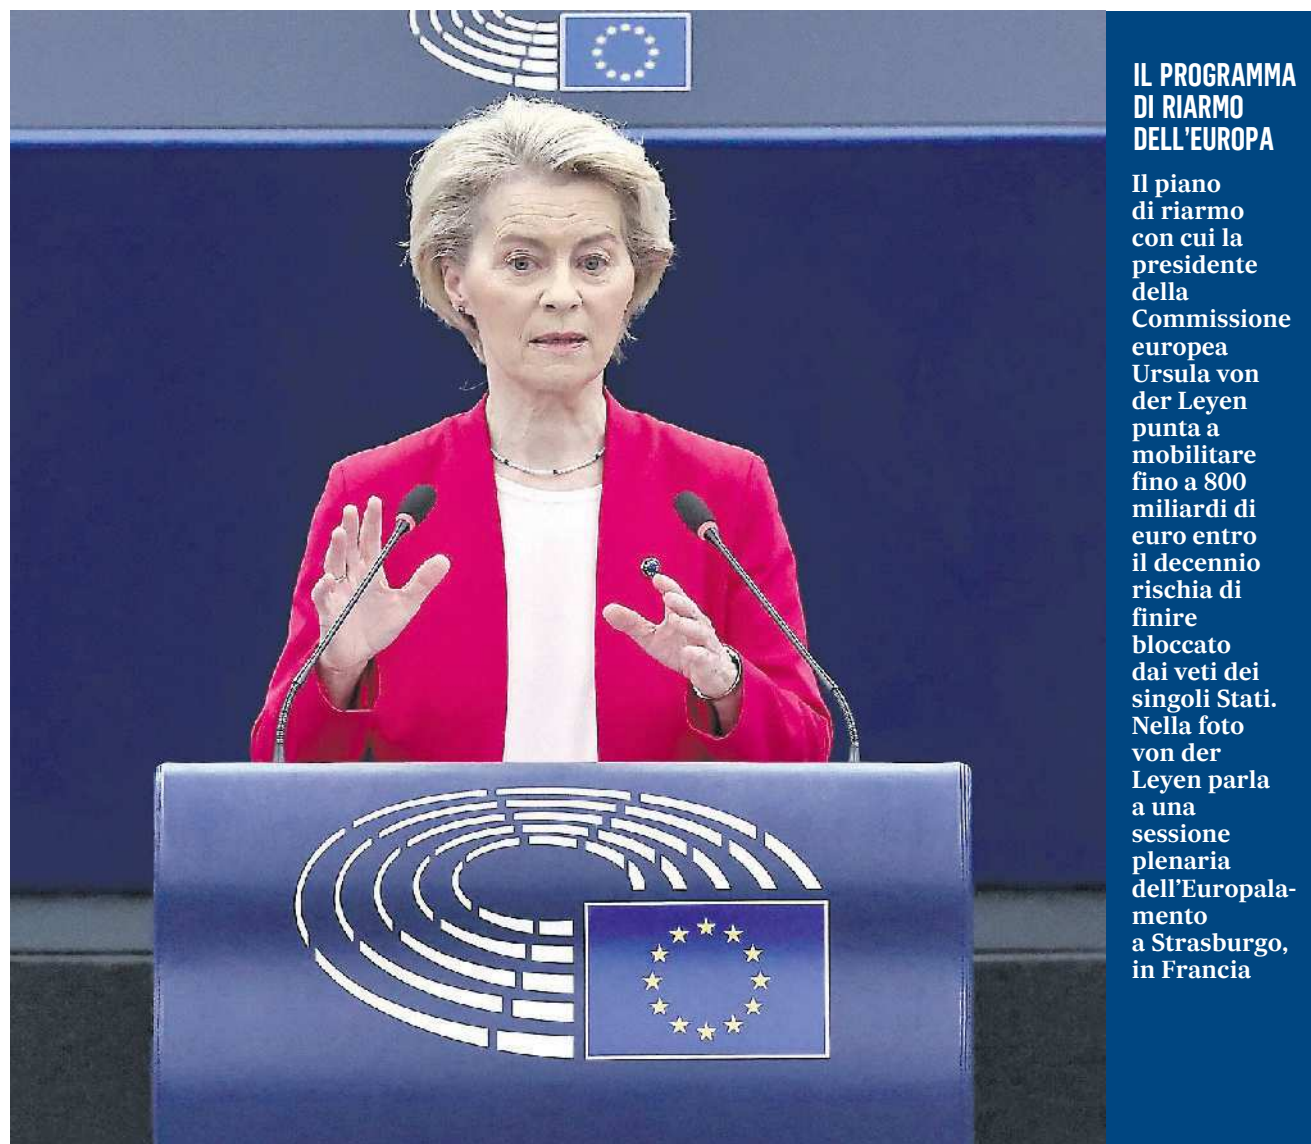 IL PROGRAMMA
DI RIARMO
DELL'EUROPA
Il piano
di riarmo
con cui la
presidente
della
Commissione
europea
Ursula von
der Leyen
punta a
mobilitare
fino a 800
miliardi di
euro entro
il decennio
rischia di
finire
bloccato
dai veti dei
singoli Stati.
Nella foto
von der
Leyen parla
a una
sessione
plenaria
dell'Europala-
mento
a Strasburgo,
in Francia